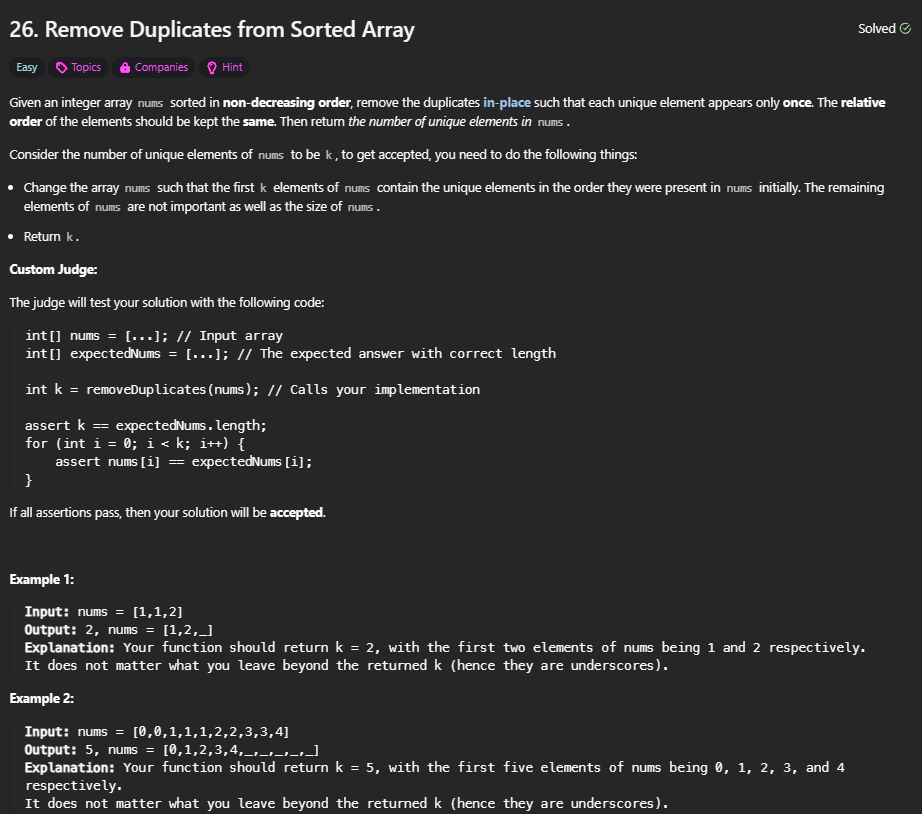 26. Remove Duplicates from Sorted Array
Solved
Easy Topics Companies Hint
Given an integer array nums sorted in non-decreasing order, remove the duplicates in-place such that each unique element appears only once. The relative
order of the elements should be kept the same. Then return the number of unique elements in nums .
Consider the number of unique elements of nums to be k , to get accepted, you need to do the following things:
• Change the array nums such that the first k elements of nums contain the unique elements in the order they were present in nums initially. The remaining
elements of nums are not important as well as the size of nums .
• Return k .
Custom Judge:
The judge will test your solution with the following code:
int[] nums = [...]; // Input array
int[] expectedNums = [...]; // The expected answer with correct length
int k = removeDuplicates(nums); // Calls your implementation
assert k == expectedNums.length;
for (int i = 0; i < k; i++) {
    assert nums[i] == expectedNums[i];
}
If all assertions pass, then your solution will be accepted.
Example 1:
Input: nums = [1,1,2]
Output: 2, nums = [1,2,_]
Explanation: Your function should return k = 2, with the first two elements of nums being 1 and 2 respectively.
It does not matter what you leave beyond the returned k (hence they are underscores).
Example 2:
Input: nums = [0,0,1,1,1,2,2,3,3,4]
Output: 5, nums = [0,1,2,3,4,_,_,_,_,_]
Explanation: Your function should return k = 5, with the first five elements of nums being 0, 1, 2, 3, and 4
respectively.
It does not matter what you leave beyond the returned k (hence they are underscores).